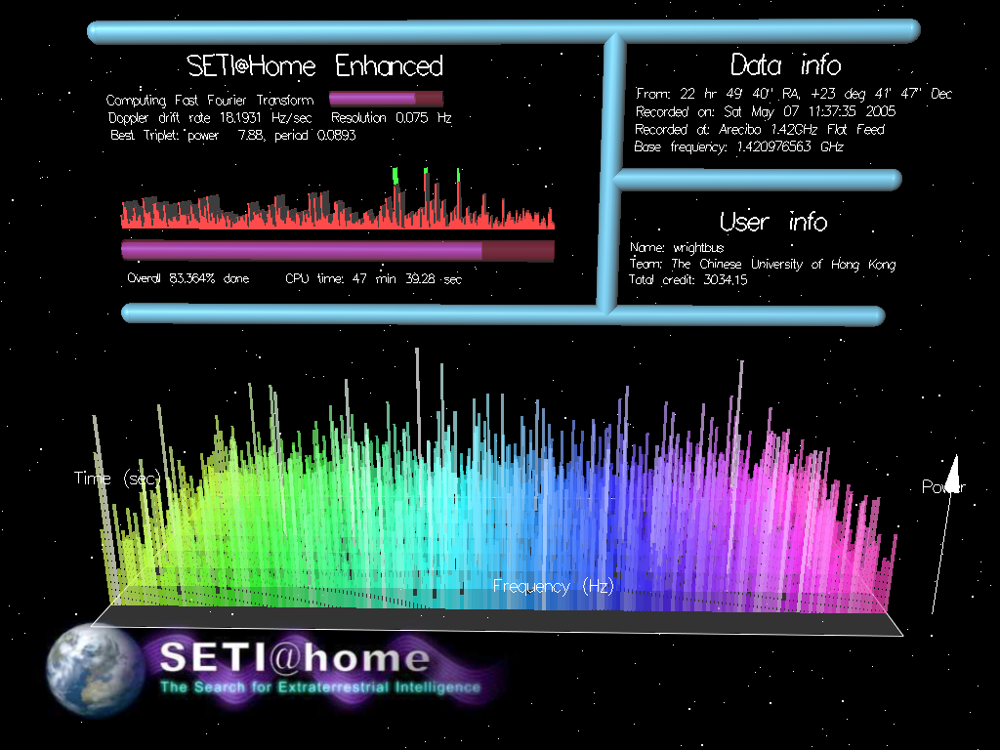 SETI@Home Enhanced
Computing Fast Fourier Transform
Doppler drift rate 18.1931 Hz/sec Resolution 0.075 Hz
Best Triplet: power 7.88, period 0.0893
Overall 83.364% done CPU time: 47 min 39.28 sec
Data info
From: 22 hr 49' 40'' RA, +23 deg 41' 47'' Dec
Recorded on: Sat May 07 11:37:35 2005
Recorded at: Arecibo 1.42GHz Flat Feed
Base frequency: 1.420976563 GHz
User info
Name: wrightbus
Team: The Chinese University of Hong Kong
Total credit: 3034.15
Time (sec)
Power
Frequency (Hz)
SETI@home
The Search for Extraterrestrial Intelligence